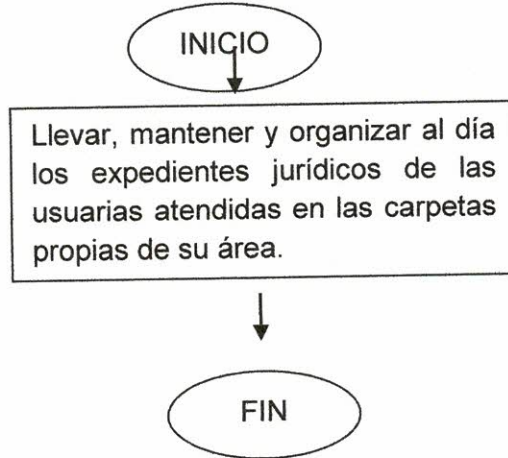 INICIO
Llevar, mantener y organizar al día
los expedientes jurídicos de las
usuarias atendidas en las carpetas
propias de su área.
FIN